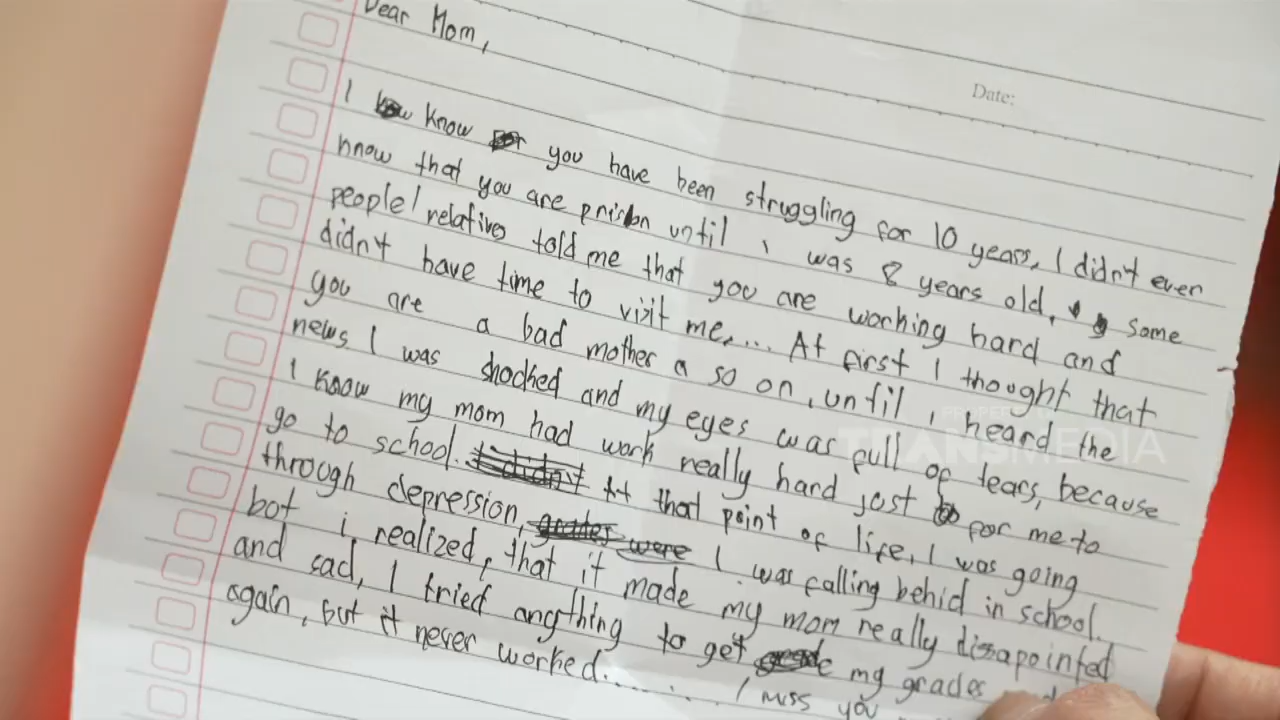 Dear Mom,
Date:
I know you have been struggling for 10 years, I didn't even
know that you are prison until i was 8 years old, some
people/relatives told me that you are working hard and
didn't have time to visit me,... At first I thought that
you are a bad mother a so on, until i heard the
news, I was shocked and my eyes was full of tears, because
I know my mom had work really hard just for me to
go to school. At that point of life, I was going
through depression, I was falling behid in school.
but i realized, that it made my mom really dissapointed
and sad, I tried angthing to get my grades
again, but it never worked........ I miss you
PROPERTY OF
TRANSMEDIA